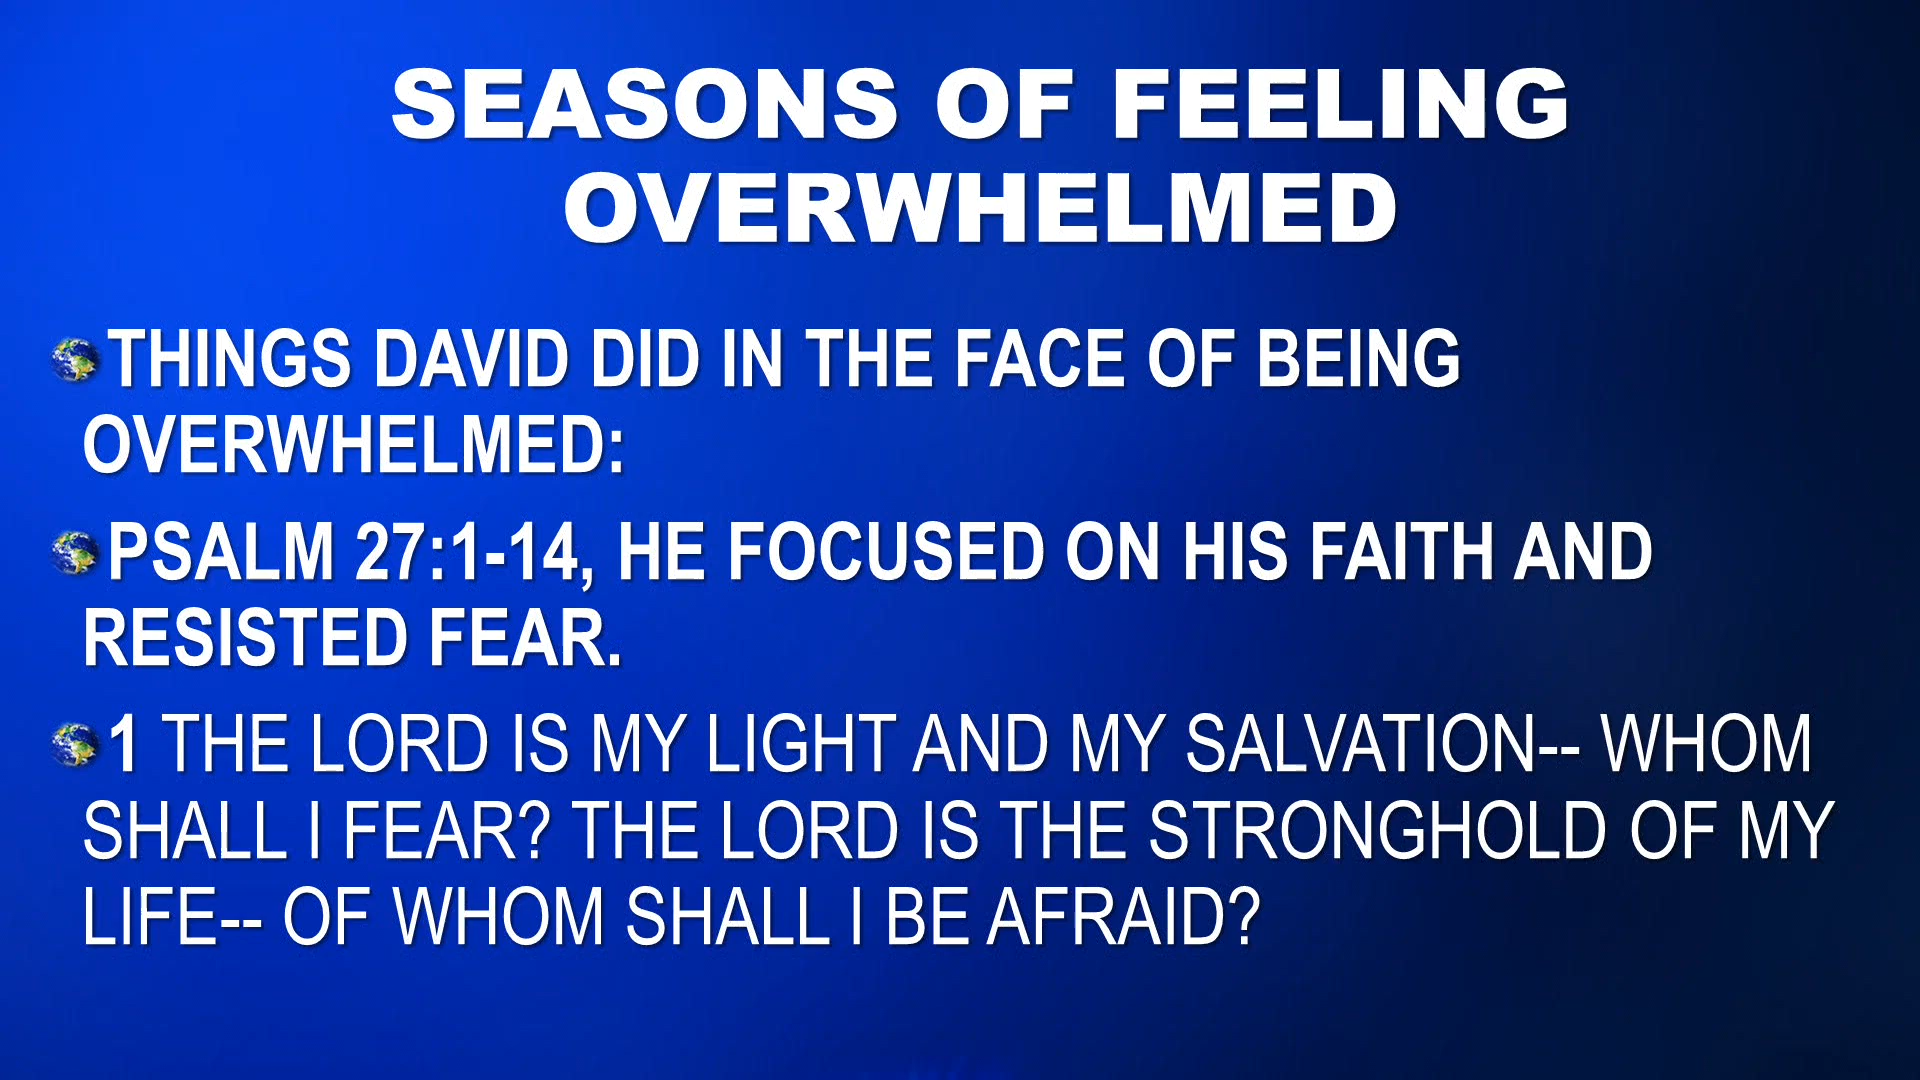 SEASONS OF FEELING
OVERWHELMED
THINGS DAVID DID IN THE FACE OF BEING
OVERWHELMED:
PSALM 27:1-14, HE FOCUSED ON HIS FAITH AND
RESISTED FEAR.
1 THE LORD IS MY LIGHT AND MY SALVATION-- WHOM
SHALL I FEAR? THE LORD IS THE STRONGHOLD OF MY
LIFE-- OF WHOM SHALL I BE AFRAID?